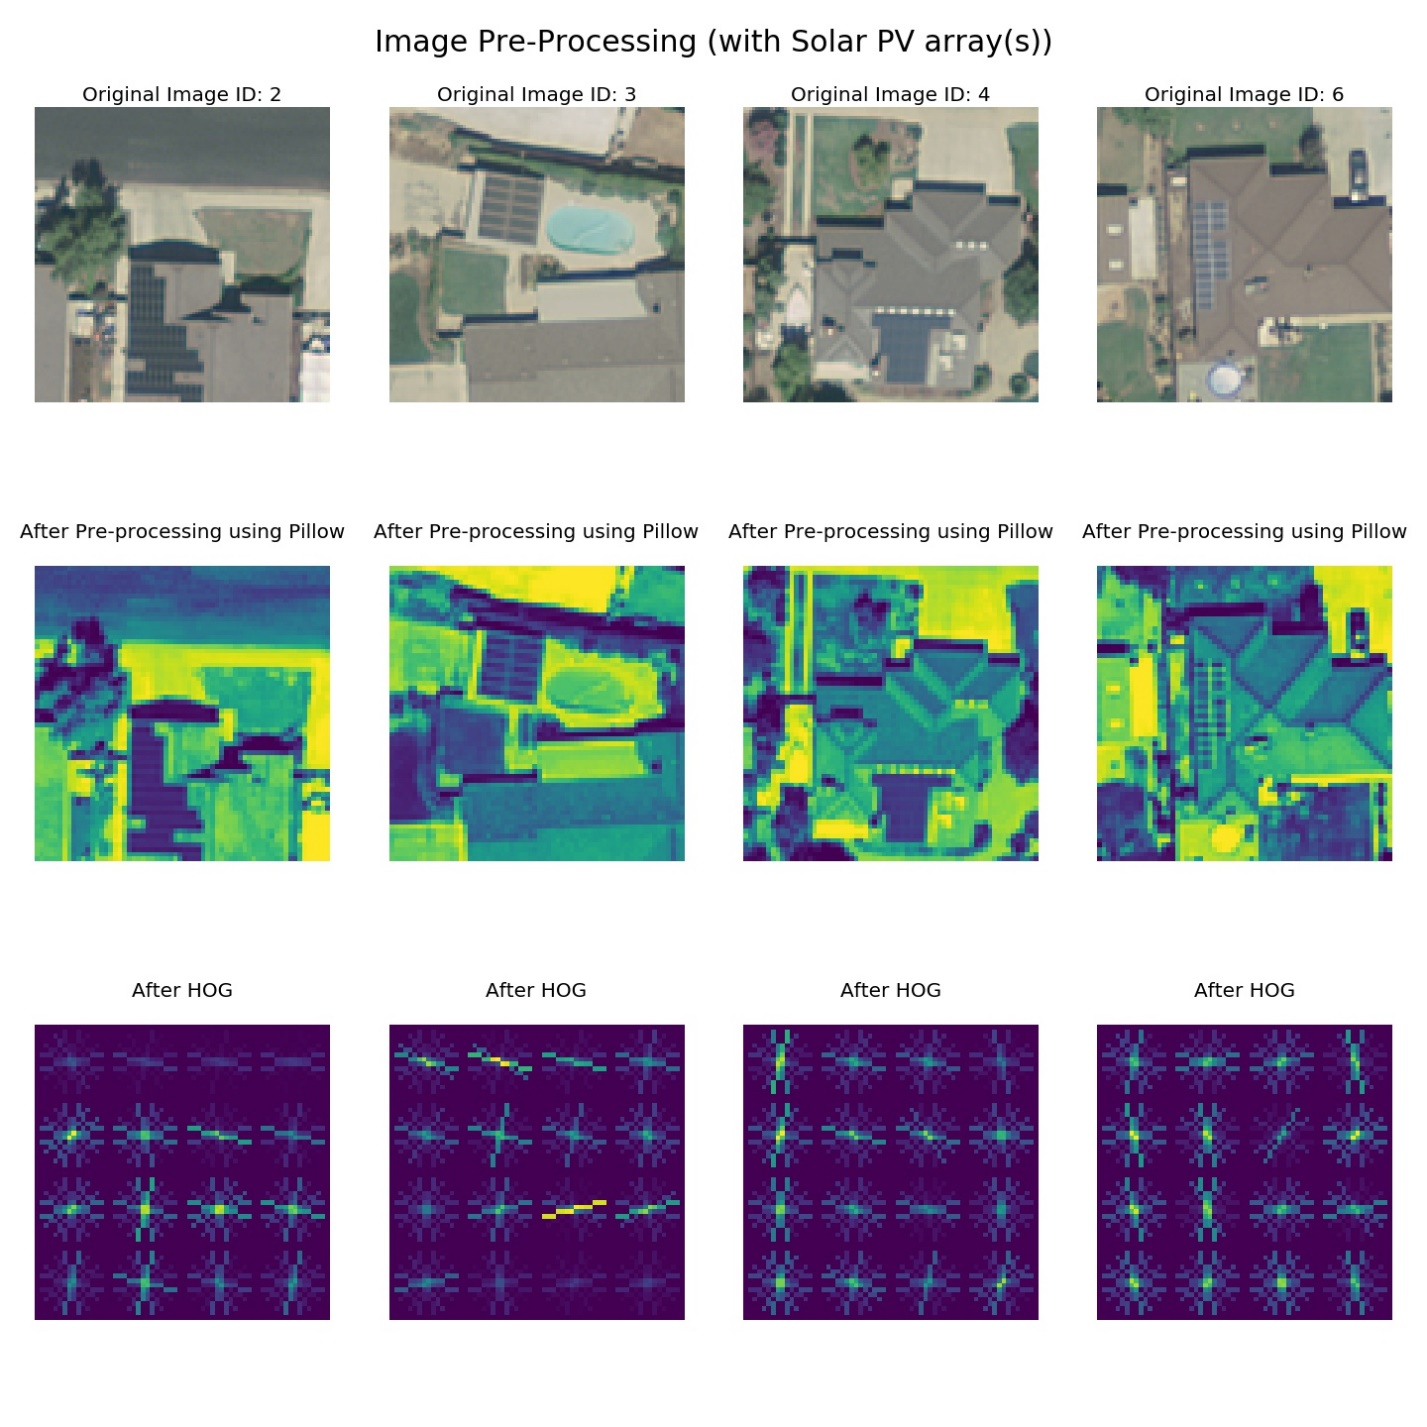 Image Pre-Processing (with Solar PV array(s))
Original Image ID: 2
Original Image ID: 3
Original Image ID: 4
Original Image ID: 6
After Pre-processing using Pillow
After Pre-processing using Pillow
After Pre-processing using Pillow
After Pre-processing using Pillow
After HOG
After HOG
After HOG
After HOG